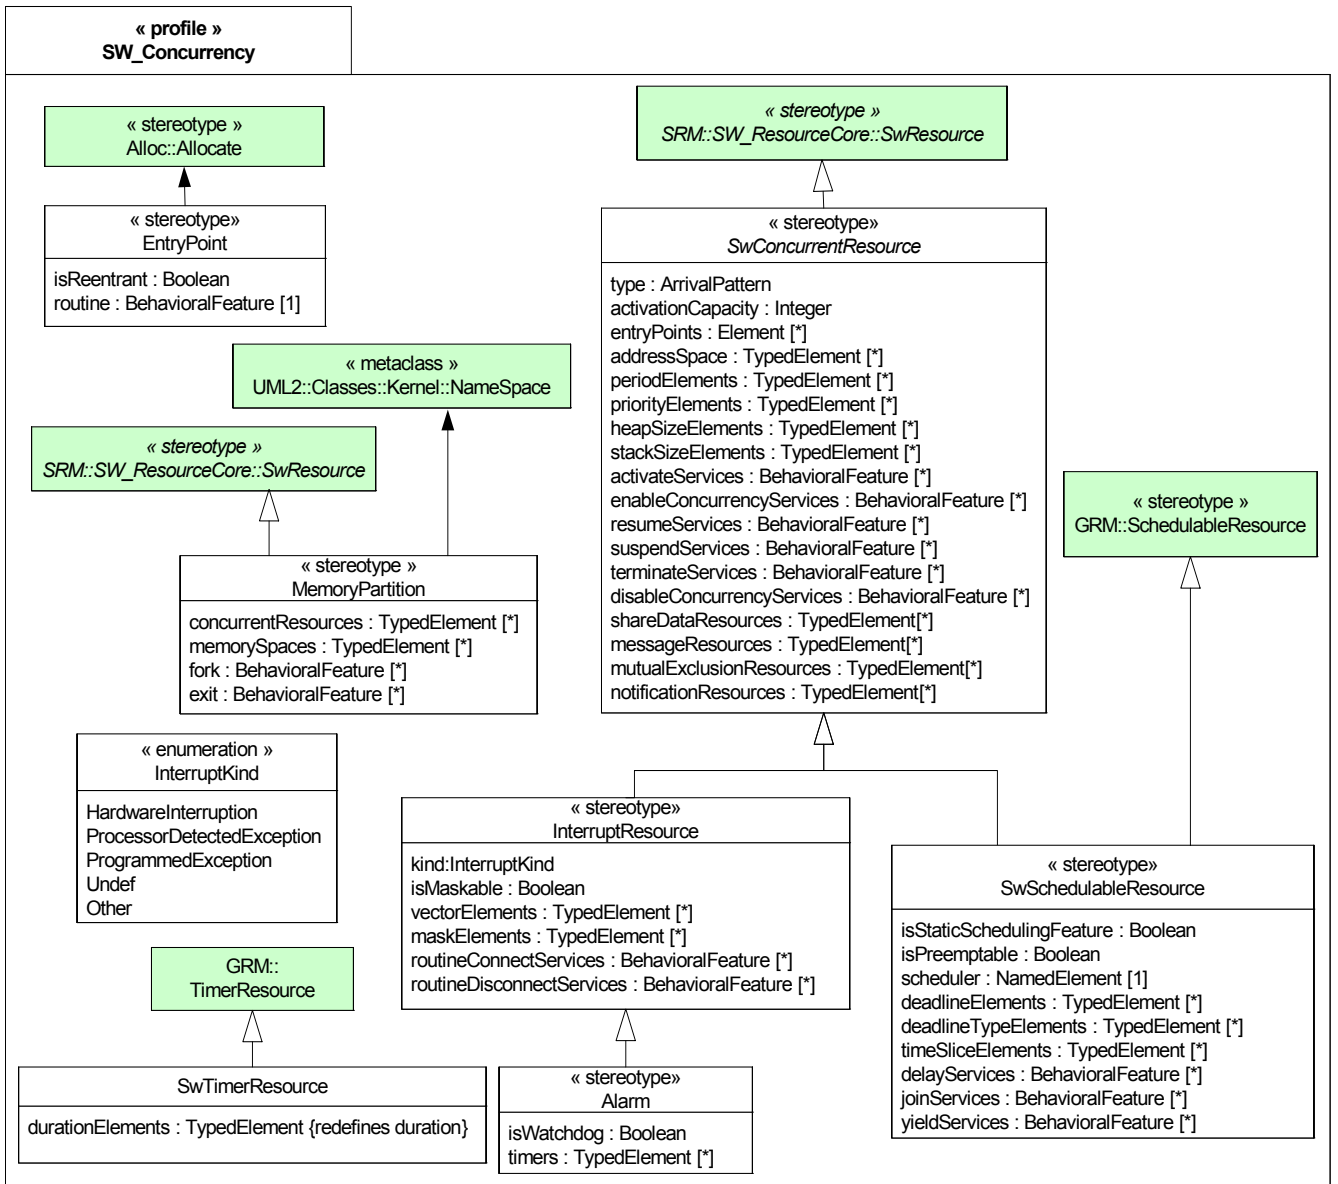 « profile »
SW_Concurrency
« stereotype »
Alloc::Allocate
« stereotype»
EntryPoint
isReentrant : Boolean
routine : BehavioralFeature [1]
« metaclass »
UML2::Classes::Kernel::NameSpace
« stereotype »
SRM::SW_ResourceCore::SwResource
« stereotype »
MemoryPartition
concurrentResources : TypedElement [*]
memorySpaces : TypedElement [*]
fork : BehavioralFeature [*]
exit : BehavioralFeature [*]
« enumeration »
InterruptKind
HardwareInterruption
ProcessorDetectedException
ProgrammedException
Undef
Other
GRM::
TimerResource
SwTimerResource
durationElements : TypedElement {redefines duration}
« stereotype »
SRM::SW_ResourceCore::SwResource
« stereotype»
SwConcurrentResource
type : ArrivalPattern
activationCapacity : Integer
entryPoints : Element [*]
addressSpace : TypedElement [*]
periodElements : TypedElement [*]
priorityElements : TypedElement [*]
heapSizeElements : TypedElement [*]
stackSizeElements : TypedElement [*]
activateServices : BehavioralFeature [*]
enableConcurrencyServices : BehavioralFeature [*]
resumeServices : BehavioralFeature [*]
suspendServices : BehavioralFeature [*]
terminateServices : BehavioralFeature [*]
disableConcurrencyServices : BehavioralFeature [*]
shareDataResources : TypedElement[*]
messageResources : TypedElement[*]
mutualExclusionResources : TypedElement[*]
notificationResources : TypedElement[*]
« stereotype»
InterruptResource
kind:InterruptKind
isMaskable : Boolean
vectorElements : TypedElement [*]
maskElements : TypedElement [*]
routineConnectServices : BehavioralFeature [*]
routineDisconnectServices : BehavioralFeature [*]
« stereotype»
Alarm
isWatchdog : Boolean
timers : TypedElement [*]
« stereotype »
GRM::SchedulableResource
« stereotype»
SwSchedulableResource
isStaticSchedulingFeature : Boolean
isPreemptable : Boolean
scheduler : NamedElement [1]
deadlineElements : TypedElement [*]
deadlineTypeElements : TypedElement [*]
timeSliceElements : TypedElement [*]
delayServices : BehavioralFeature [*]
joinServices : BehavioralFeature [*]
yieldServices : BehavioralFeature [*]